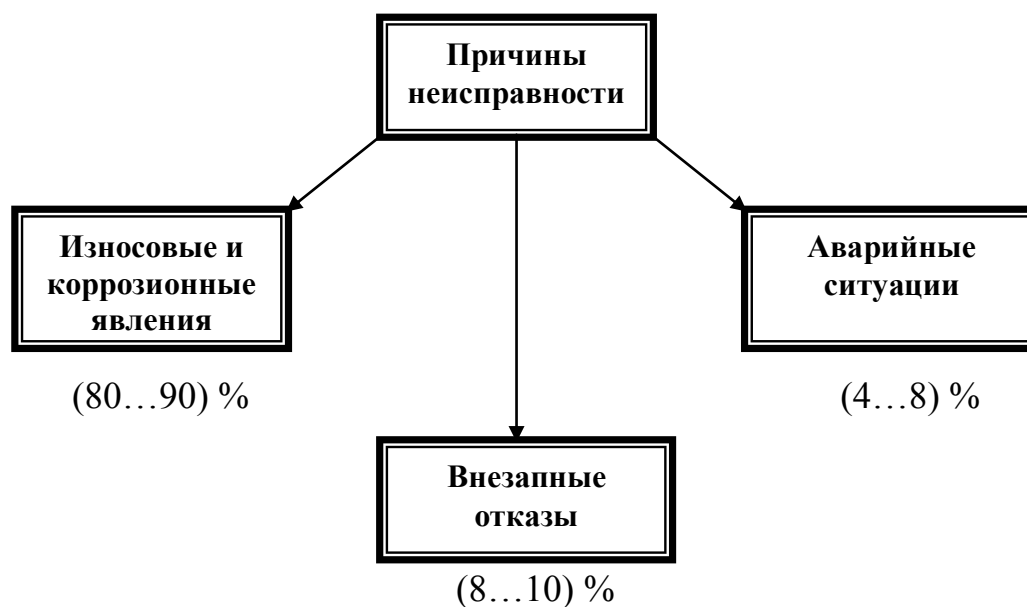 Причины
неисправности
Износовые и
коррозионные
явления
(80…90) %
Аварийные
ситуации
(4…8) %
Внезапные
отказы
(8…10) %